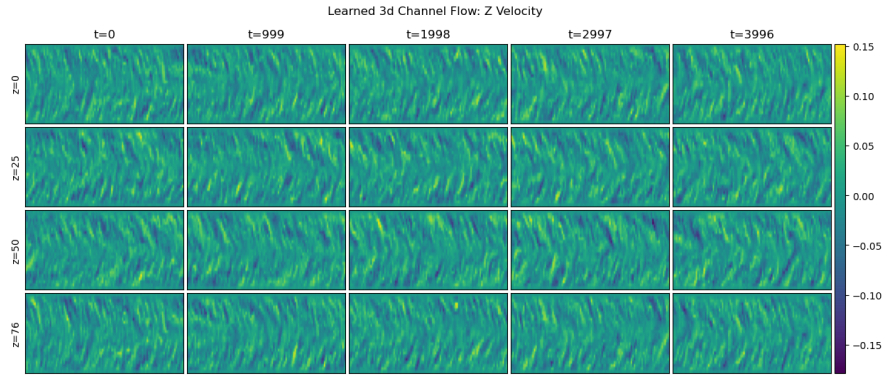 Learned 3d Channel Flow: Z Velocity
t=0
t=999
t=1998
t=2997
t=3996
z=0
z=25
z=50
z=76
0.15
0.10
0.05
0.00
−0.05
−0.10
−0.15